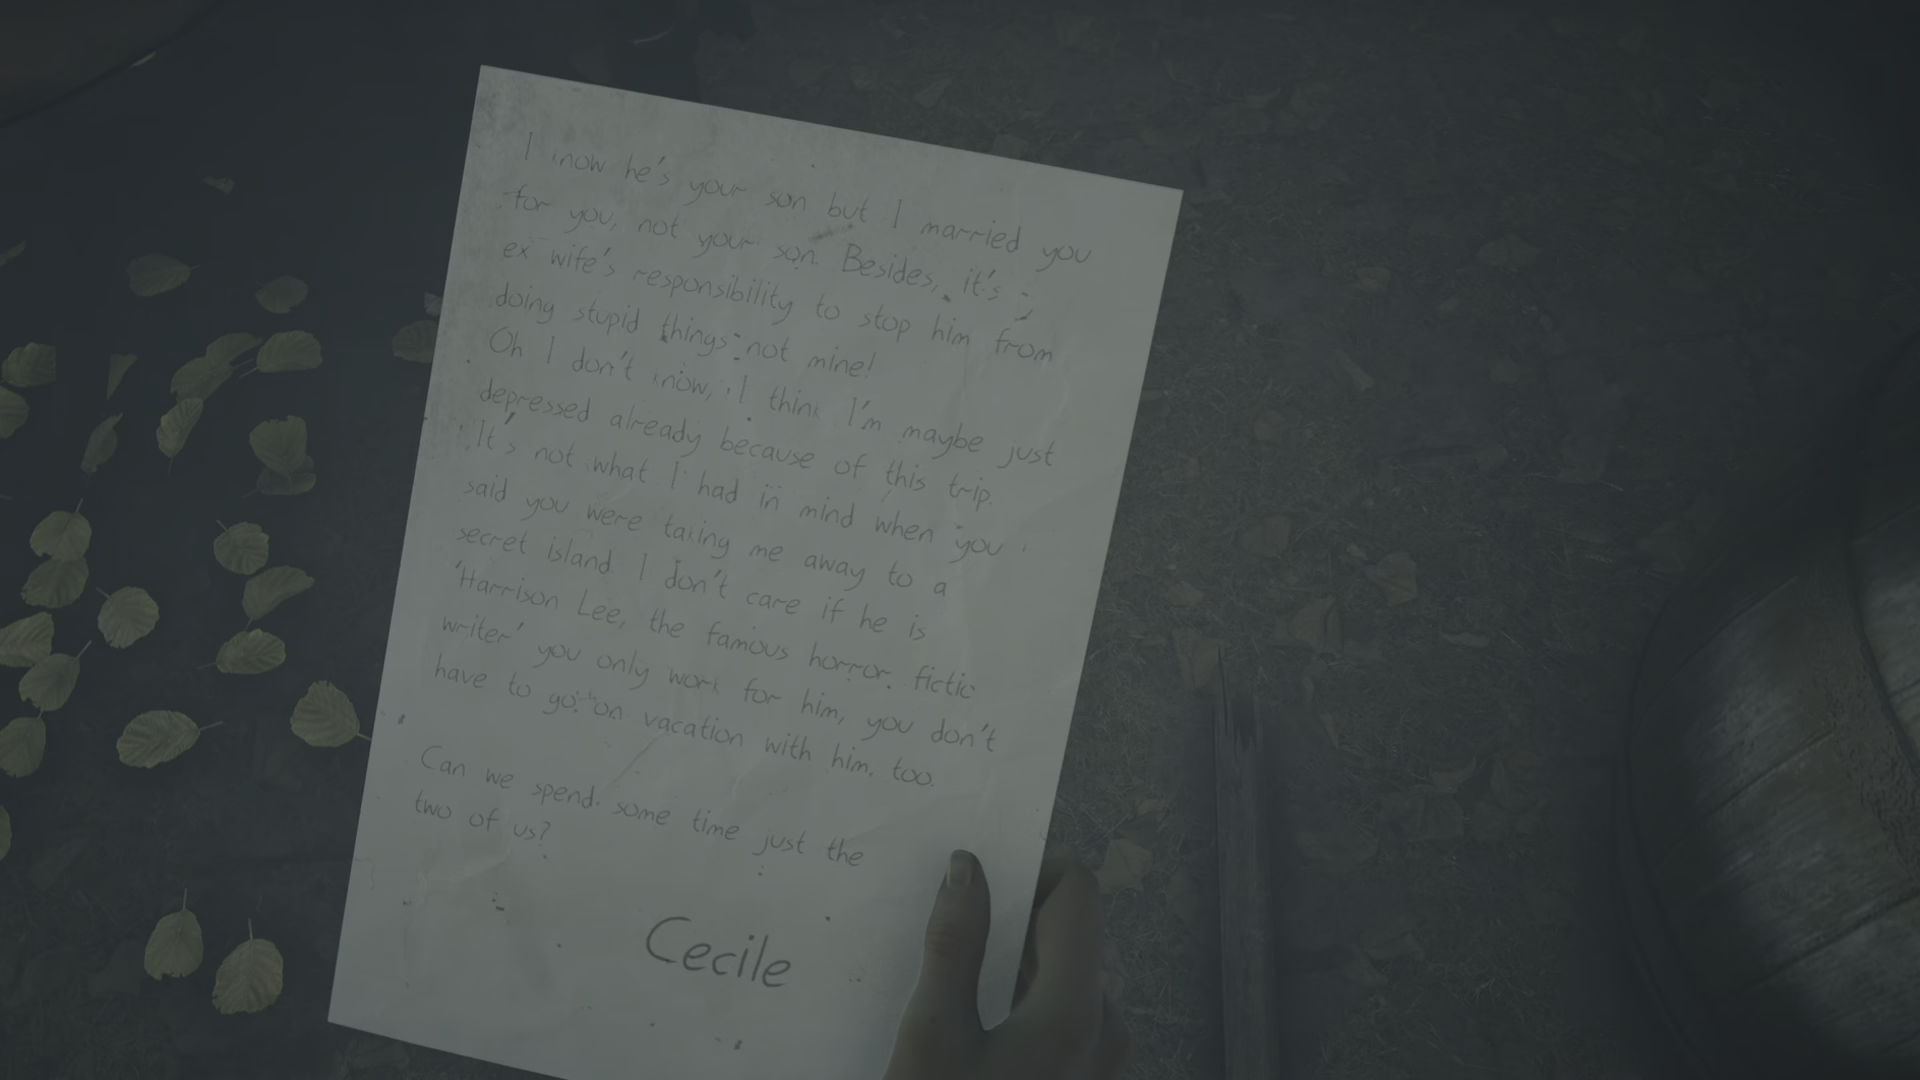 I know he's your son but I married you
for you, not your son. Besides, it's
ex wife's responsibility to stop him from
doing stupid things not mine!
Oh I don't know, I think I'm maybe just
depressed already because of this trip.
It's not what I had in mind when you
said you were taking me away to a
secret island. I don't care if he is
'Harrison Lee, the famous horror fictic
writer' you only work for him, you don't
have to go on vacation with him. too.
Can we spend some time just the
two of us?
Cecile